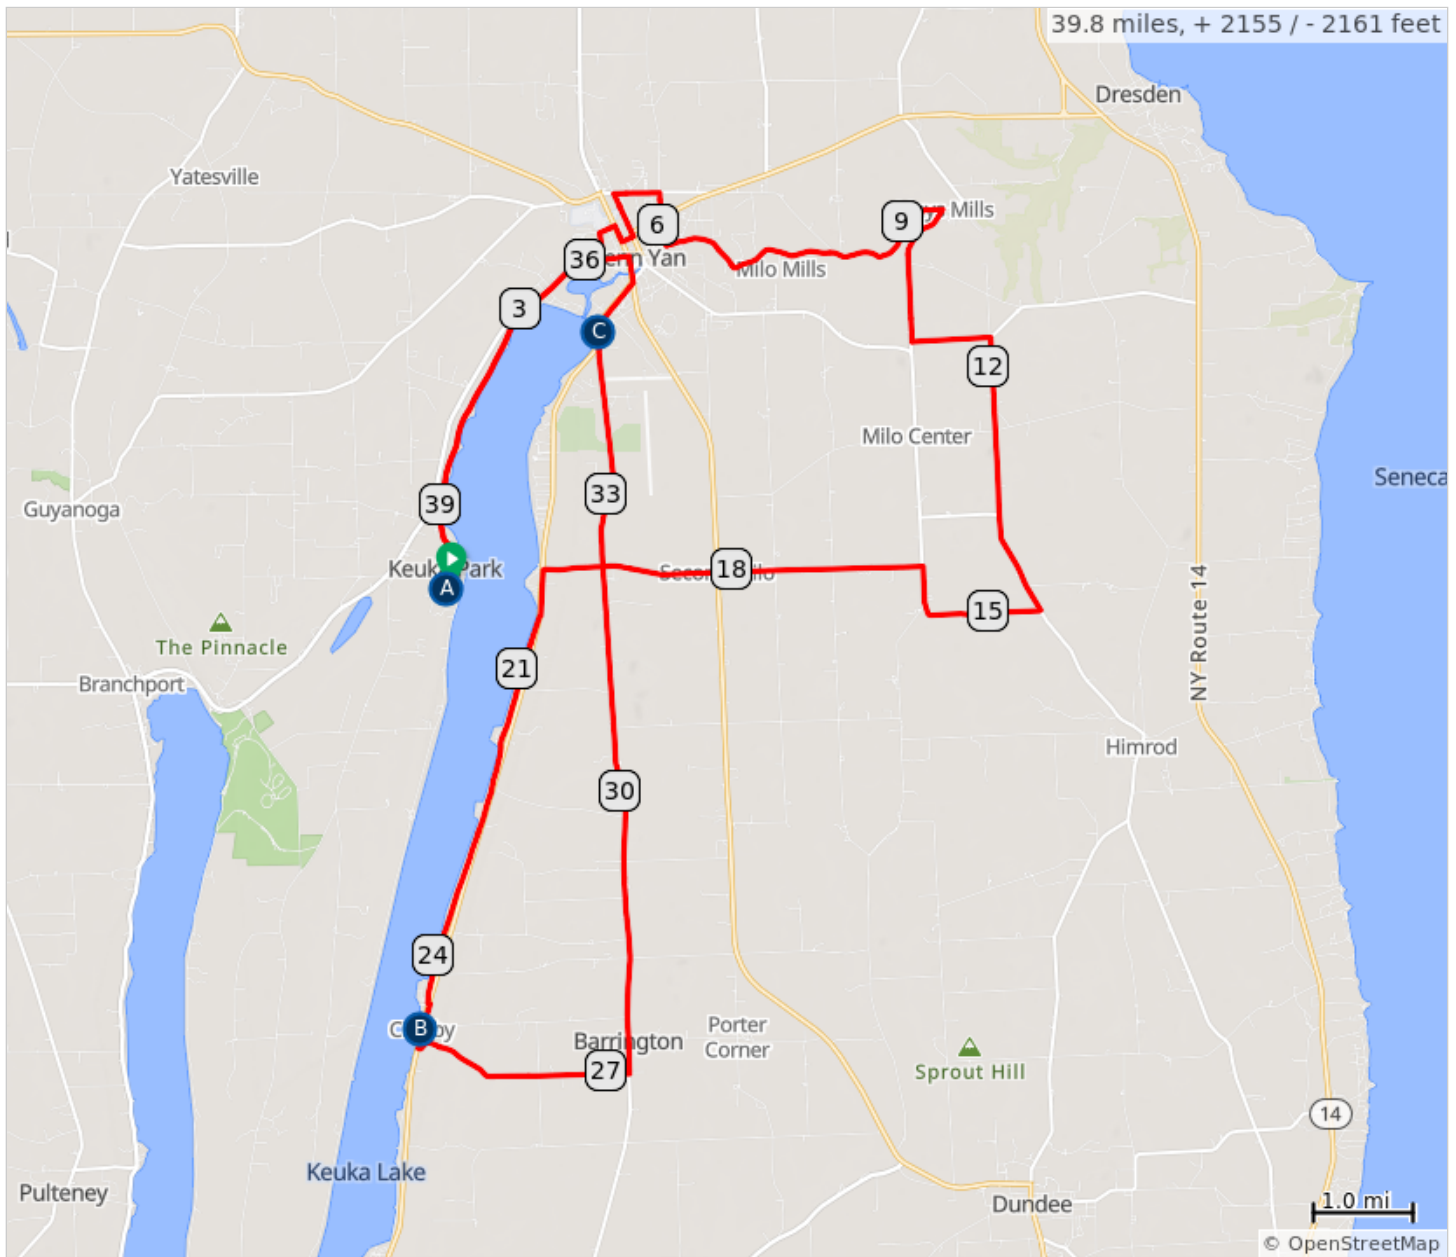 39.8 miles, + 2155 / - 2161 feet
Dresden
Yatesville
9
Mills
6
36
enn Yan
Milo Mills
3
C
12
Milo Center
Seneca
33
39
Guyanoga
Keuk
Park
18
A
15
NY Route 14
The Pinnacle
21
Branchport
Himrod
30
24
B
C
by
Porter
Corner
Barrington
27
Sprout Hill
14
Keuka Lake
Pulteney
Dundee
1.0 mi
© OpenStreetMap